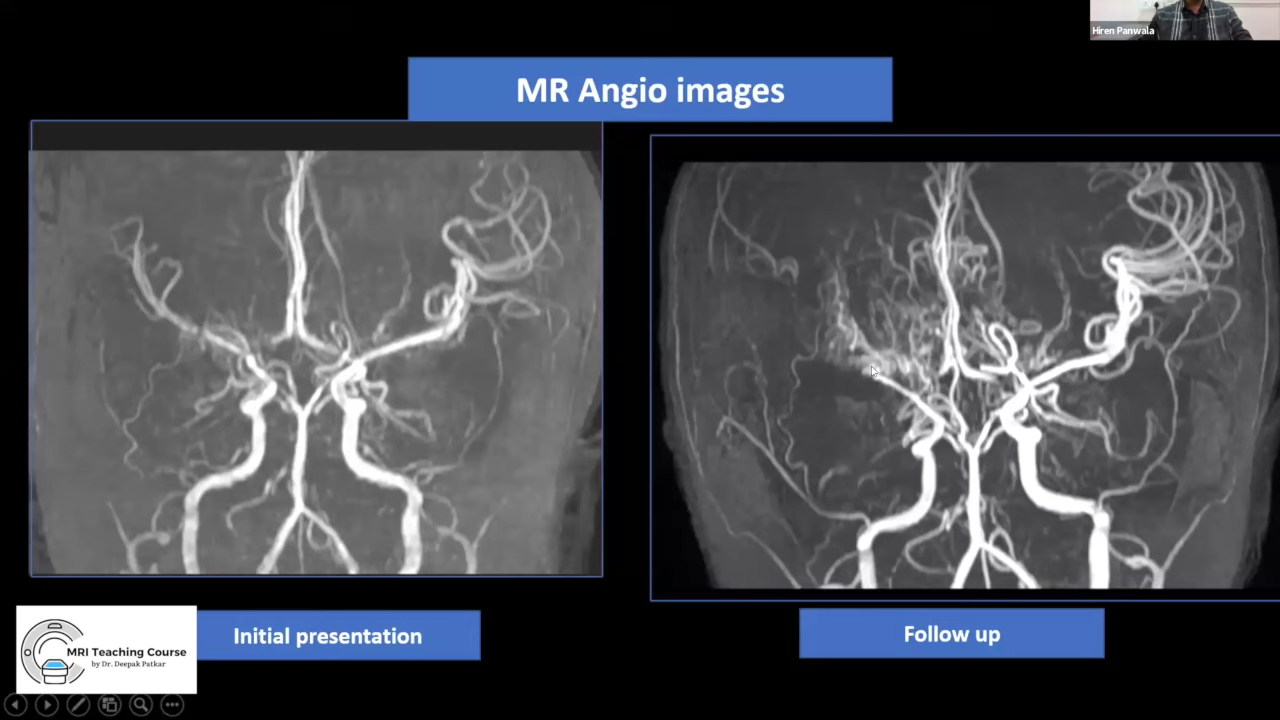 Hiren Panwala
MR Angio images
Initial presentation
Follow up
MRI Teaching Course
by Dr. Deepak Patkar